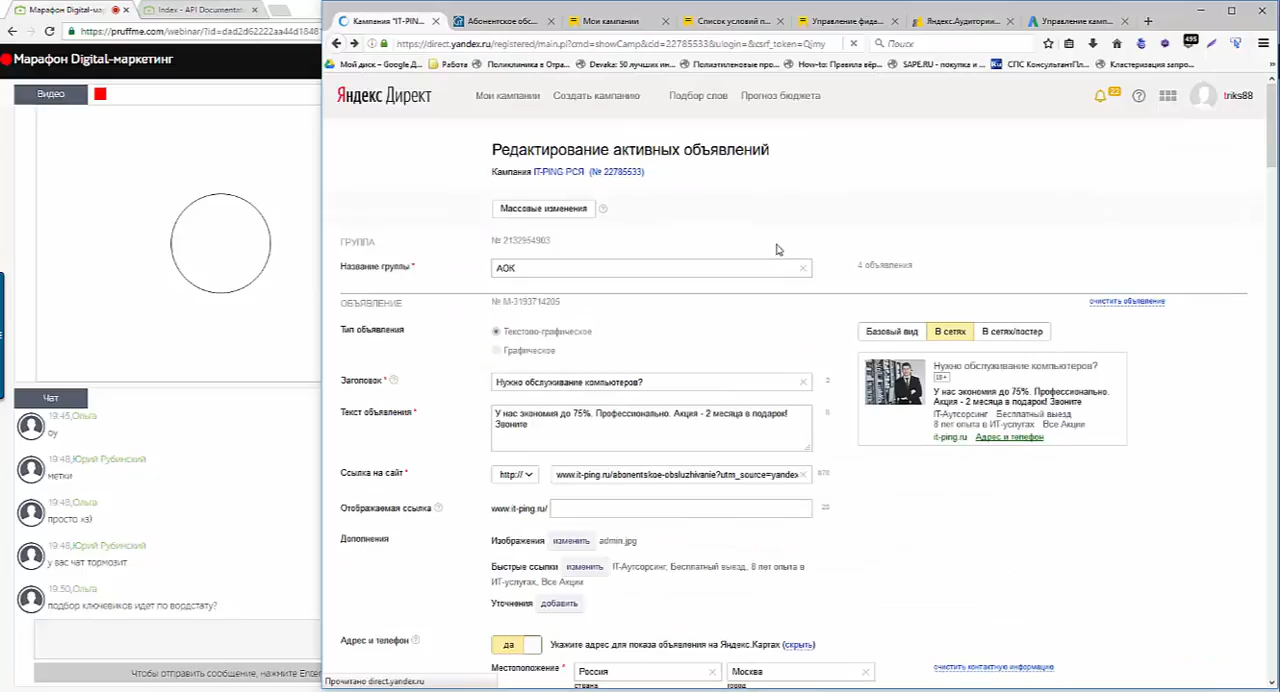 Марафон Digital-мар
Index - API Documentat
https://pruffme.com/webinar/?id=dad2d62222aa44d18481
Марафон Digital-маркетинг
Видео
Чат
19:45, Ольга
оу
19:48, Юрий Рубинский
метки
19:48, Ольга
просто хз)
19:48, Юрий Рубинский
у вас чат тормозит
19:50, Ольга
подбор ключевиков идет по вордстату?
Чтобы отправить сообщение, нажмите Enter
Кампания "IT-PIN...
Абонентское обс...
Мои кампании
Список условий п...
Управление фида...
Яндекс.Аудитории...
Управление камп...
https://direct.yandex.ru/registered/main.pl?cmd=showCamp&cid=22785533&ulogin=&csrf_token=Qjmy
Поиск
495
Мой диск – Google Д...
Работа
Поликлиника в Отра...
Devaka: 50 лучших ин...
Полиэтиленовые про...
How-to: Правила вёр...
SAPE.RU - покупка и ...
СПС КонсультантПл...
Кластеризация запро...
Яндекс Директ
Мои кампании
Создать кампанию
Подбор слов
Прогноз бюджета
22
triks88
Редактирование активных объявлений
Кампания IT-PING РСЯ (№ 22785533)
Массовые изменения
ГРУППА
№ 2132954903
Название группы *
АОК
4 объявления
ОБЪЯВЛЕНИЕ
№ М-3193714205
очистить объявление
Тип объявления
Текстово-графическое
Графическое
Базовый вид
В сетях
В сетях/постер
Заголовок *
Нужно обслуживание компьютеров?
2
Текст объявления *
У нас экономия до 75%. Профессионально. Акция - 2 месяца в подарок!
Звоните
Нужно обслуживание компьютеров?
18+
У нас экономия до 75%. Профессионально.
Акция - 2 месяца в подарок! Звоните
IT-Аутсорсинг Бесплатный выезд
8 лет опыта в ИТ-услугах Все Акции
it-ping.ru Адрес и телефон
Ссылка на сайт *
http://
www.it-ping.ru/abonentskoe-obsluzhivanie?utm_source=yandex
Отображаемая ссылка
www.it-ping.ru/
Дополнения
Изображения изменить admin.jpg
Быстрые ссылки изменить IT-Аутсорсинг, Бесплатный выезд, 8 лет опыта в
ИТ-услугах, Все Акции
Уточнения добавить
Адрес и телефон
да
Укажите адрес для показа объявления на Яндекс.Картах (скрыть)
Местоположение *
Россия
Москва
очистить контактную информацию
страна
город
Прочитано direct.yandex.ru